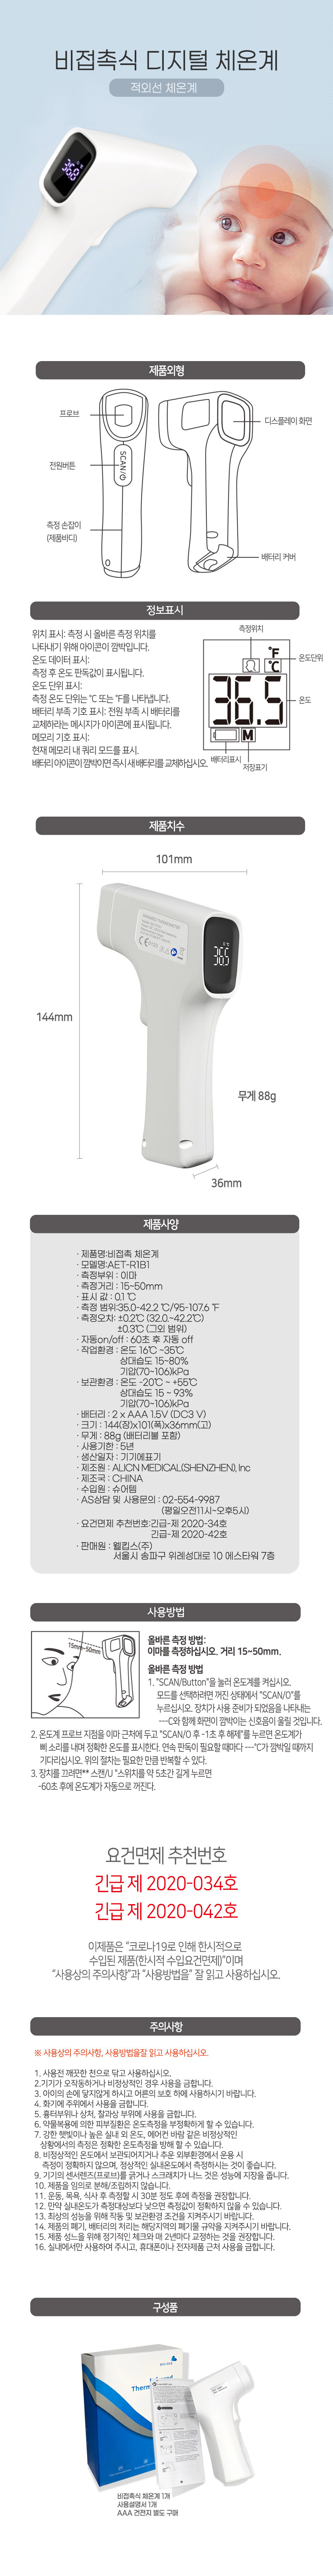 비접촉식 디지털 체온계
적외선 체온계
제품외형
프로브
전원버튼
측정 손잡이
(제품바디)
SCAN/
디스플레이 화면
배터리 커버
정보표시
위치 표시: 측정 시 올바른 측정 위치를
나타내기 위해 아이콘이 깜박입니다.
온도 데이터 표시:
측정 후 온도 판독값이 표시됩니다.
온도 단위 표시:
측정 온도 단위는 °C 또는 °F를 나타냅니다.
배터리 부족 기호 표시: 전원 부족 시 배터리를
교체하라는 메시지가 아이콘에 표시됩니다.
메모리 기호 표시:
현재 메모리 내 쿼리 모드를 표시.
배터리 아이콘이 깜박이면 즉시 새 배터리를 교체하십시오.
측정위치
°F
°C
온도단위
36.5
온도
M
배터리표시
저장표기
제품치수
101mm
144mm
무게 88g
36mm
제품사양
· 제품명:비접촉 체온계
· 모델명:AET-R1B1
· 측정부위 : 이마
· 측정거리 : 15~50mm
· 표시 값 : 0.1 ℃
· 측정 범위:35.0-42.2 ℃/95-107.6 ℉
· 측정오차: ±0.2℃ (32.0.~42.2℃)
±0.3℃ (그외 범위)
· 자동on/off : 60초 후 자동 off
· 작업환경 : 온도 16℃ ~35℃
상대습도 15~80%
기압(70~106)kPa
· 보관환경 : 온도 -20℃ ~ +55℃
상대습도 15 ~ 93%
기압(70~106)kPa
· 배터리 : 2 x AAA 1.5V (DC3 V)
· 크기 : 144(장)x101(폭)x36mm(고)
· 무게 : 88g (배터리불 포함)
· 사용기한 : 5년
· 생산일자 : 기기에표기
· 제조원 : ALICN MEDICAL(SHENZHEN), Inc
· 제조국 : CHINA
· 수입원 : 슈어템
· AS상담 및 사용문의 : 02-554-9987
(평일오전11시~오후5시)
· 요건면제 추천번호:긴급-제 2020-34호
긴급-제 2020-42호
· 판매원 : 웰킵스(주)
서울시 송파구 위례성대로 10 에스타워 7층
사용방법
15mm~50mm
올바른 측정 방법:
이마를 측정하십시오. 거리 15~50mm.
올바른 측정 방법
1. "SCAN/Button"을 눌러 온도계를 켜십시오.
모드를 선택하려면 꺼진 상태에서 "SCAN/O"를
누르십시오. 장치가 사용 준비가 되었음을 나타내는
---C와 함께 화면이 깜박이는 신호음이 울릴 것입니다.
2. 온도계 프로브 지점을 이마 근처에 두고 "SCAN/O 후 -1초 후 해제"를 누르면 온도계가
삐 소리를 내며 정확한 온도를 표시한다. 연속 판독이 필요할 때마다 ---°C가 깜박일 때까지
기다리십시오. 위의 절차는 필요한 만큼 반복할 수 있다.
3. 장치를 끄려면** 스캔/U "스위치를 약 5초간 길게 누르면
-60초 후에 온도계가 자동으로 꺼진다.
요건면제 추천번호
긴급 제 2020-034호
긴급 제 2020-042호
이제품은 "코로나19로 인해 한시적으로
수입된 제품(한시적 수입요건면제)"이며
"사용상의 주의사항"과 "사용방법을" 잘 읽고 사용하십시오.
주의사항
※ 사용상의 주의사항, 사용방법을잘 읽고 사용하십시오.
1. 사용전 깨끗한 천으로 닦고 사용하십시오.
2.기기가 오작동하거나 비정상적인 경우 사용을 금합니다.
3. 아이의 손에 닿지않게 하시고 어른의 보호 하에 사용하시기 바랍니다.
4. 화기에 주위에서 사용을 금합니다.
5. 흉터부위나 상처, 찰과상 부위에 사용을 금합니다.
6. 약물복용에 의한 피부질환은 온도측정을 부정확하게 할 수 있습니다.
7. 강한 햇빛이나 높은 실내 외 온도, 에어컨 바람 같은 비정상적인
상황에서의 측정은 정확한 온도측정을 방해 할 수 있습니다.
8. 비정상적인 온도에서 보관되어지거나 추운 외부환경에서 운용 시
측정이 정확하지 않으며, 정상적인 실내온도에서 측정하시는 것이 좋습니다.
9. 기기의 센서렌즈(프로브)를 긁거나 스크래치가 나느 것은 성능에 지장을 줍니다.
10. 제품을 임의로 분해/조립하지 않습니다.
11. 운동, 목욕, 식사 후 측정할 시 30분 정도 후에 측정을 권장합니다.
12. 만약 실내온도가 측정대상보다 낮으면 측정값이 정확하지 않을 수 있습니다.
13. 최상의 성능을 위해 작동 및 보관환경 조건을 지켜주시기 바랍니다.
14. 제품의 폐기, 배터리의 처리는 해당지역의 폐기물 규약을 지켜주시기 바랍니다.
15. 제품 성느을 위해 정기적인 체크와 매 2년마다 교정하는 것을 권장합니다.
16. 실내에서만 사용하여 주시고, 휴대폰이나 전자제품 근처 사용을 금합니다.
구성품
비접촉식 체온계 1개
사용설명서 1개
AAA 건전지 별도 구매